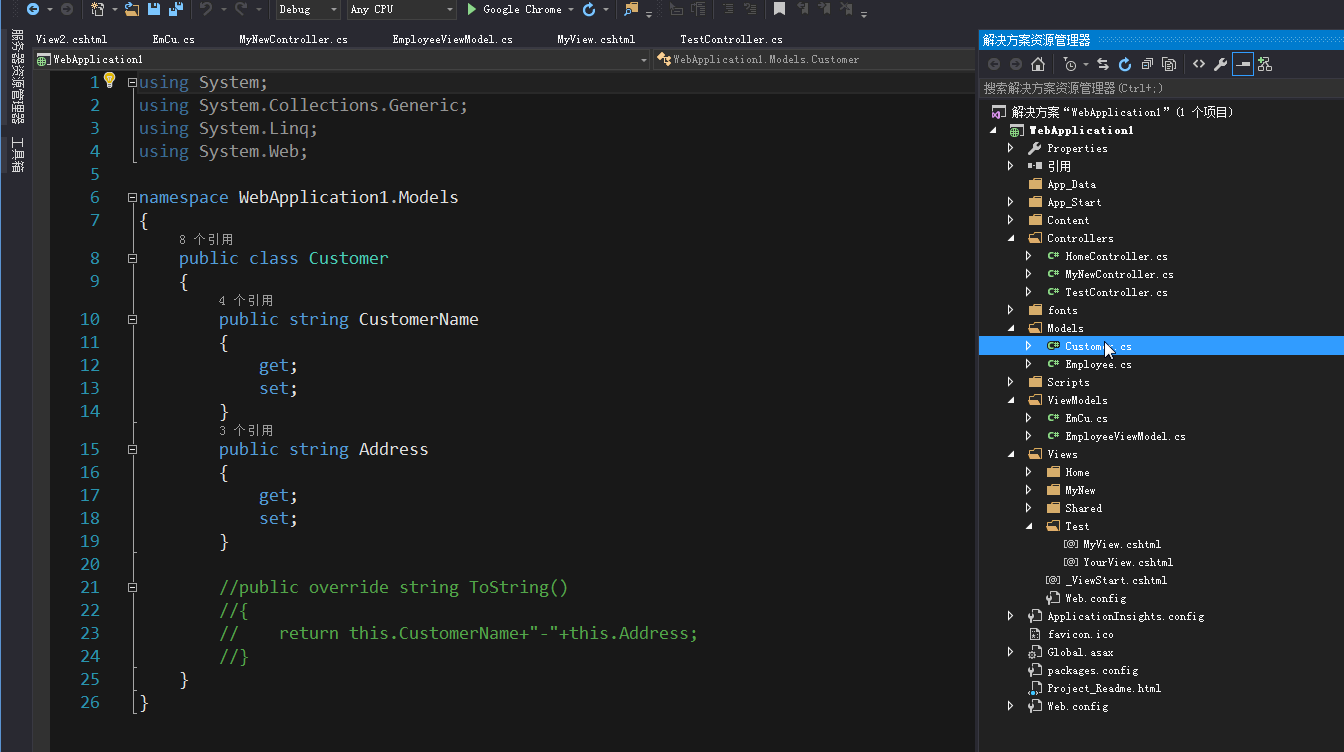 Debug
Any CPU
Google Chrome
View2.cshtml EmCu.cs MyNewController.cs EmployeeViewModel.cs MyView.cshtml TestController.cs
WebApplication1
WebApplication1.Models.Customer
服务器资源管理器
工具箱
1 using System;
2 using System.Collections.Generic;
3 using System.Linq;
4 using System.Web;
5
6 namespace WebApplication1.Models
7 {
8 个引用
8 public class Customer
9 {
4 个引用
10 public string CustomerName
11 {
12 get;
13 set;
14 }
3 个引用
15 public string Address
16 {
17 get;
18 set;
19 }
20
21 //public override string ToString()
22 //{
23 // return this.CustomerName+"-"+this.Address;
24 //}
25 }
26 }
解决方案资源管理器
搜索解决方案资源管理器(Ctrl+;)
解决方案“WebApplication1”(1 个项目)
WebApplication1
Properties
引用
App_Data
App_Start
Content
Controllers
C# HomeController.cs
C# MyNewController.cs
C# TestController.cs
fonts
Models
C# Customer.cs
C# Employee.cs
Scripts
ViewModels
C# EmCu.cs
C# EmployeeViewModel.cs
Views
Home
MyNew
Shared
Test
[@] MyView.cshtml
[@] YourView.cshtml
[@] _ViewStart.cshtml
Web.config
ApplicationInsights.config
favicon.ico
Global.asax
packages.config
Project_Readme.html
Web.config